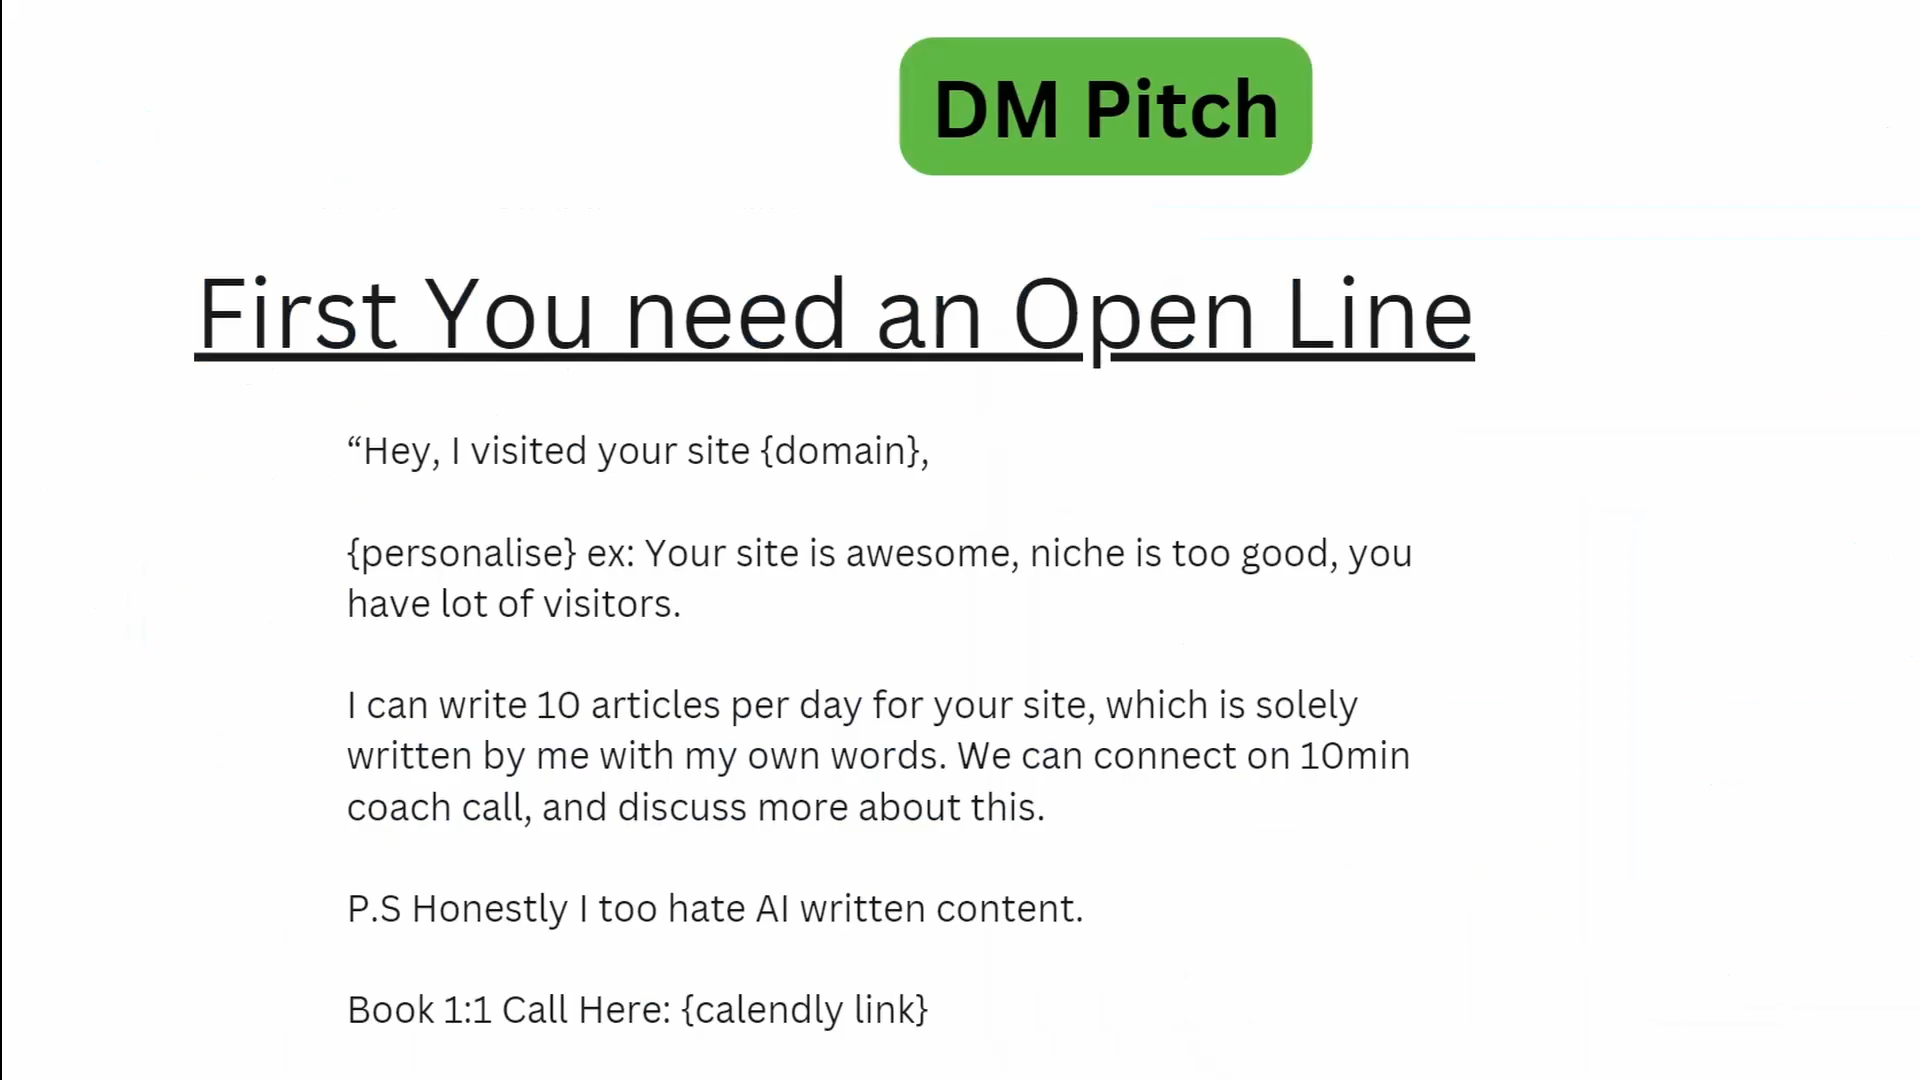 DM Pitch
First You need an Open Line
“Hey, I visited your site {domain},
{personalise} ex: Your site is awesome, niche is too good, you
have lot of visitors.
I can write 10 articles per day for your site, which is solely
written by me with my own words. We can connect on 10min
coach call, and discuss more about this.
P.S Honestly I too hate AI written content.
Book 1:1 Call Here: {calendly link}